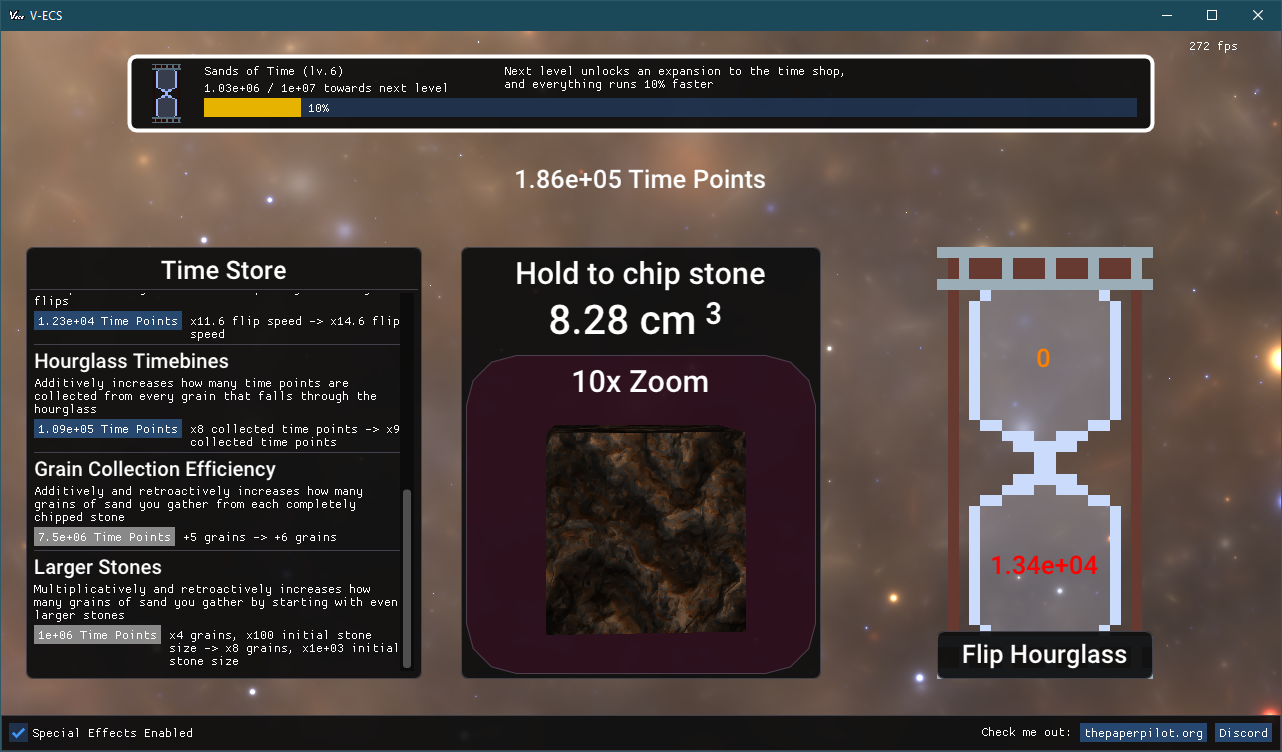 V-ECS
272 fps
Sands of Time (lv.6)
1.03e+06 / 1e+07 towards next level
10%
Next level unlocks an expansion to the time shop,
and everything runs 10% faster
1.86e+05 Time Points
Time Store
flips
1.23e+04 Time Points
x11.6 flip speed -> x14.6 flip
speed
Hourglass Timebines
Additively increases how many time points are
collected from every grain that falls through the
hourglass
1.09e+05 Time Points
x8 collected time points -> x9
collected time points
Grain Collection Efficiency
Additively and retroactively increases how many
grains of sand you gather from each completely
chipped stone
7.5e+06 Time Points
+5 grains -> +6 grains
Larger Stones
Multiplicatively and retroactively increases how
many grains of sand you gather by starting with even
larger stones
1e+06 Time Points
x4 grains, x100 initial stone
size -> x8 grains, x1e+03 initial
stone size
Hold to chip stone
8.28 cm 3
10x Zoom
0
1.34e+04
Flip Hourglass
Special Effects Enabled
Check me out:
thepaperpilot.org
Discord